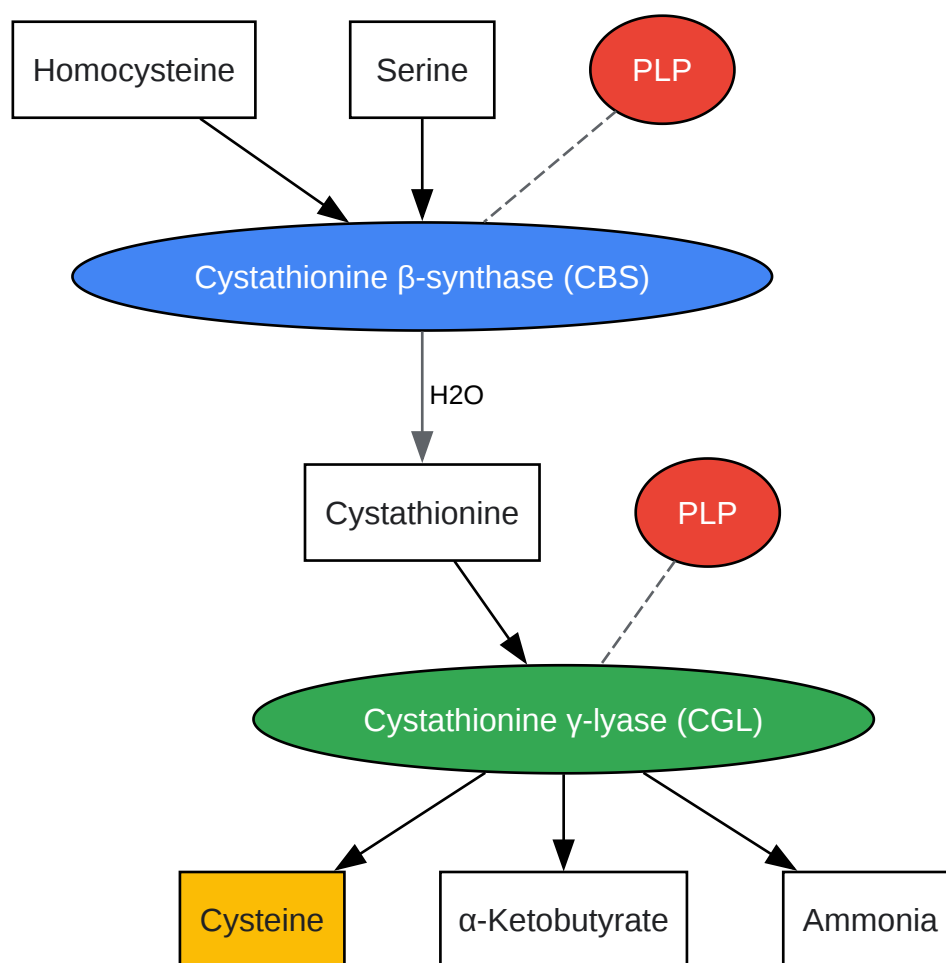 Homocysteine
Serine
PLP
Cystathionine β-synthase (CBS)
H2O
Cystathionine
PLP
Cystathionine γ-lyase (CGL)
Cysteine
α-Ketobutyrate
Ammonia